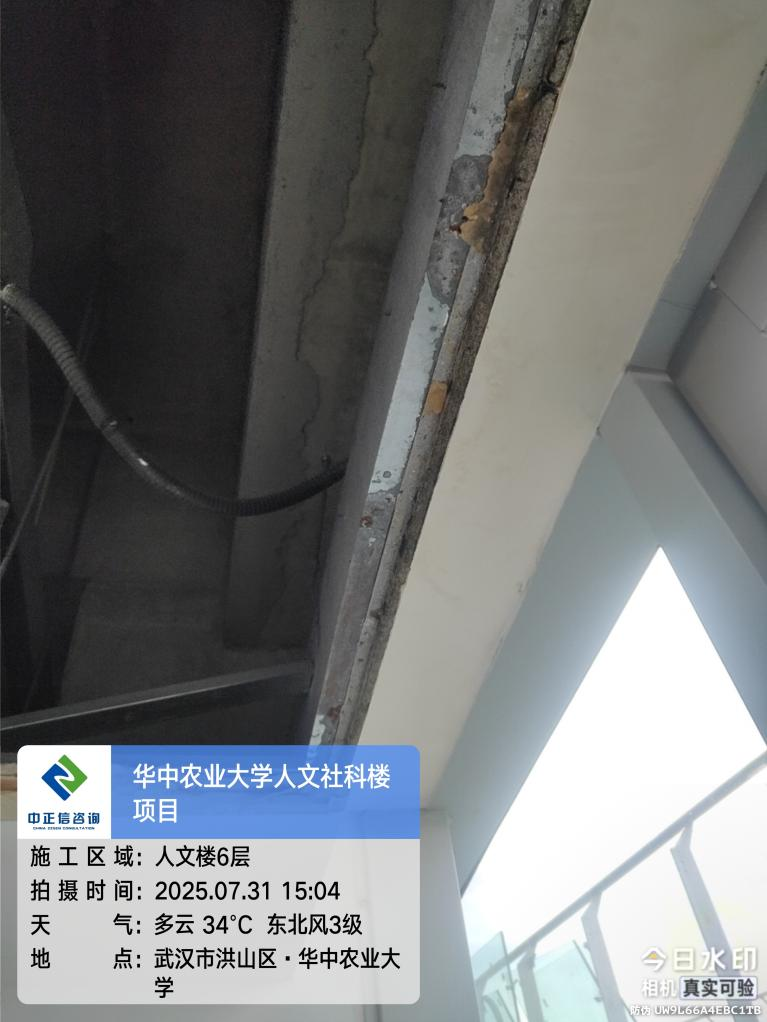 华中农业大学人文社科楼
项目
中正信咨询
CHINA ZISEN CONSULTATION
施工区域：人文楼6层
拍摄时间：2025.07.31 15:04
天气：多云 34°C 东北风3级
地点：武汉市洪山区·华中农业大
学
今日水印
相机 真实可验
防伪 UW9L66A4EBC1TB